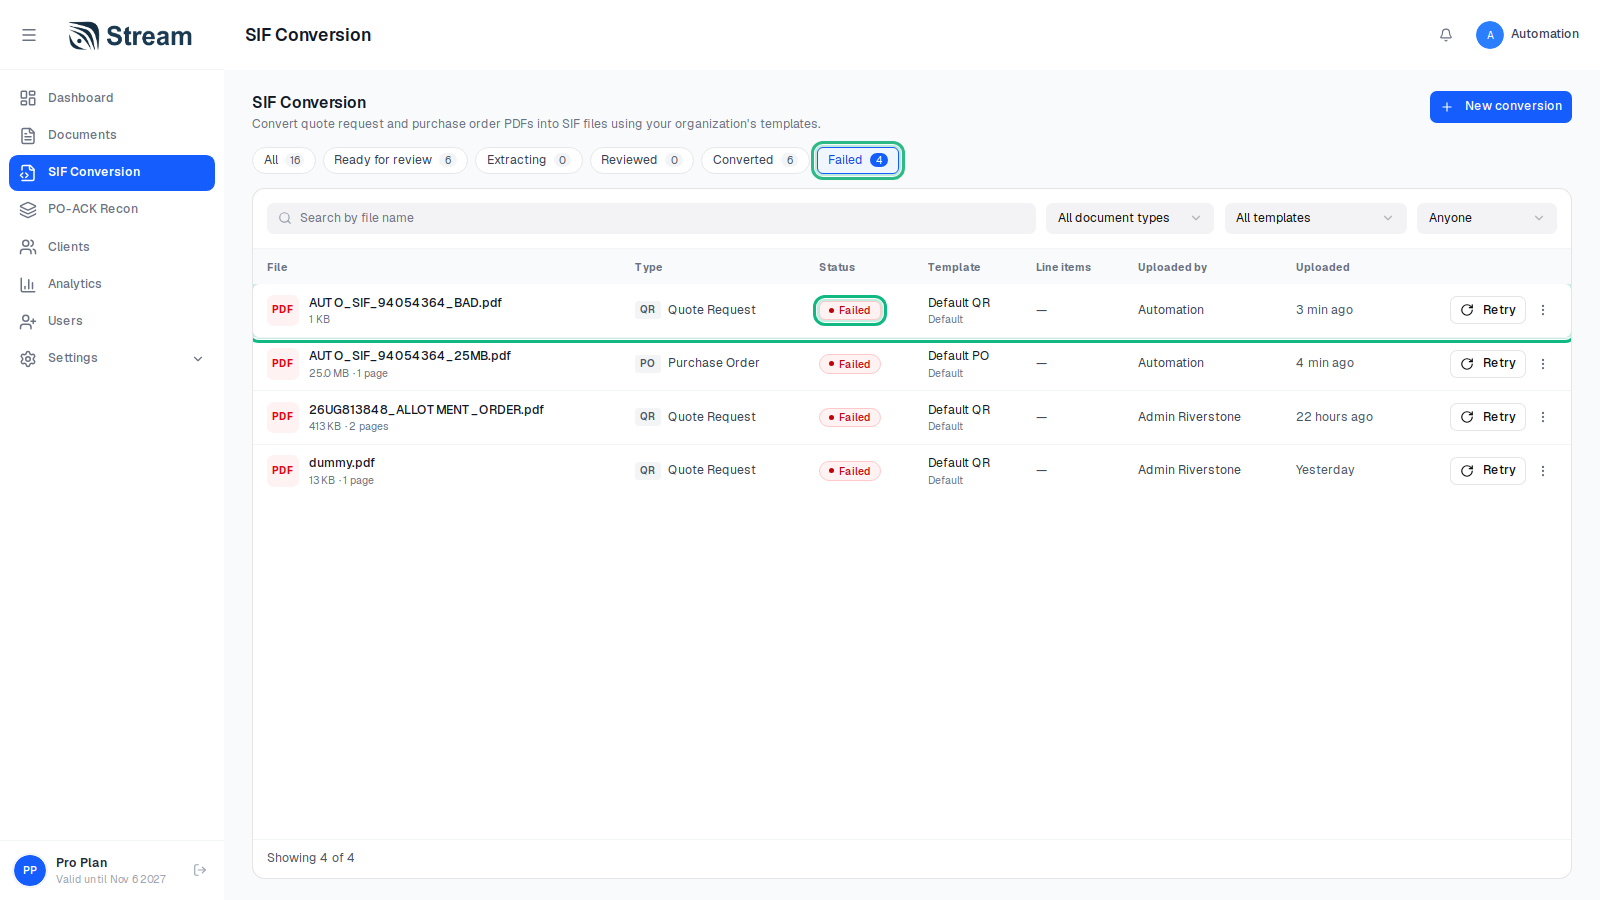 Stream
SIF Conversion
A
Automation
Dashboard
Documents
SIF Conversion
PO-ACK Recon
Clients
Analytics
Users
Settings
SIF Conversion
Convert quote request and purchase order PDFs into SIF files using your organization's templates.
New conversion
All 16
Ready for review 6
Extracting 0
Reviewed 0
Converted 6
Failed 4
Search by file name
All document types
All templates
Anyone
File Type Status Template Line items Uploaded by Uploaded
PDF AUTO_SIF_94054364_BAD.pdf QR Quote Request Failed Default QR — Automation 3 min ago Retry
1 KB Default
PDF AUTO_SIF_94054364_25MB.pdf PO Purchase Order Failed Default PO — Automation 4 min ago Retry
25.0 MB · 1 page Default
PDF 26UG813848_ALLOTMENT_ORDER.pdf QR Quote Request Failed Default QR — Admin Riverstone 22 hours ago Retry
413 KB · 2 pages Default
PDF dummy.pdf QR Quote Request Failed Default QR — Admin Riverstone Yesterday Retry
13 KB · 1 page Default
Showing 4 of 4
PP
Pro Plan
Valid until Nov 6 2027